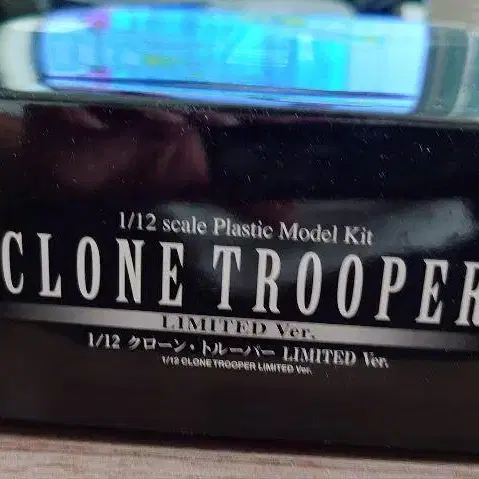 1/12 scale Plastic Model Kit
CLONE TROOPER
LIMITED Ver.
1/12 クローン・トルーパー LIMITED Ver.
1/12 CLONE TROOPER LIMITED Ver.